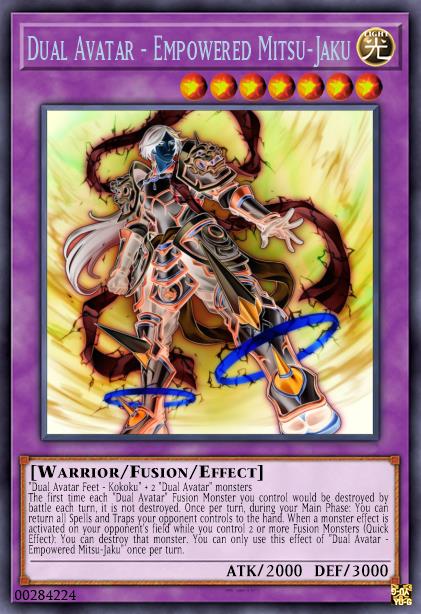 Dual Avatar - Empowered Mitsu-Jaku
LIGHT
光
[Warrior/Fusion/Effect]
"Dual Avatar Feet - Kokoku" + 2 "Dual Avatar" monsters
The first time each "Dual Avatar" Fusion Monster you control would be destroyed by
battle each turn, it is not destroyed. Once per turn, during your Main Phase: You can
return all Spells and Traps your opponent controls to the hand. When a monster effect is
activated on your opponent's field while you control 2 or more Fusion Monsters (Quick
Effect): You can destroy that monster. You can only use this effect of "Dual Avatar -
Empowered Mitsu-Jaku" once per turn.
ATK/2000 DEF/3000
00284224